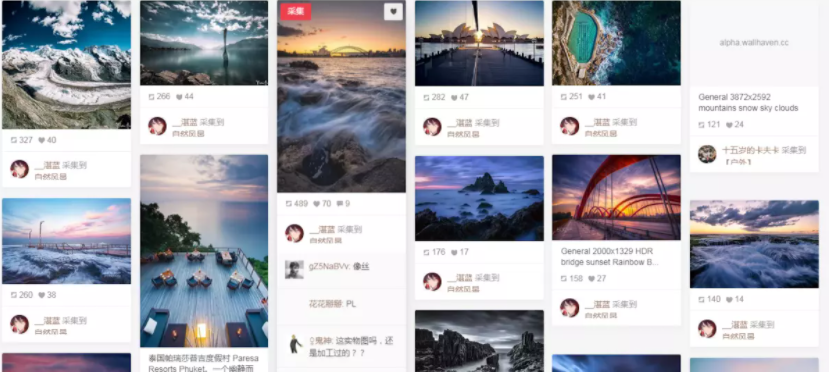 327 40
__湛蓝 采集到
自然风景
260 38
__湛蓝 采集到
自然风景
266 44
__湛蓝 采集到
自然风景
泰国帕瑞莎普吉度假村 Paresa
Resorts Phuket，一个幽静而
采集
489 70 9
__湛蓝 采集到
自然风景
gZ5NaBVv: 像丝
: PL
鬼神: 这实物图吗，还
是加工过的？？
282 47
__湛蓝 采集到
自然风景
176 17
__湛蓝 采集到
自然风景
251 41
__湛蓝 采集到
自然风景
General 2000x1329 HDR
bridge sunset Rainbow B...
158 27
__湛蓝 采集到
自然风景
alpha.wallhaven.cc
General 3872x2592
mountains snow sky clouds
121 24
十五岁的卡夫卡 采集到
【户外】
140 14
__湛蓝 采集到
自然风景